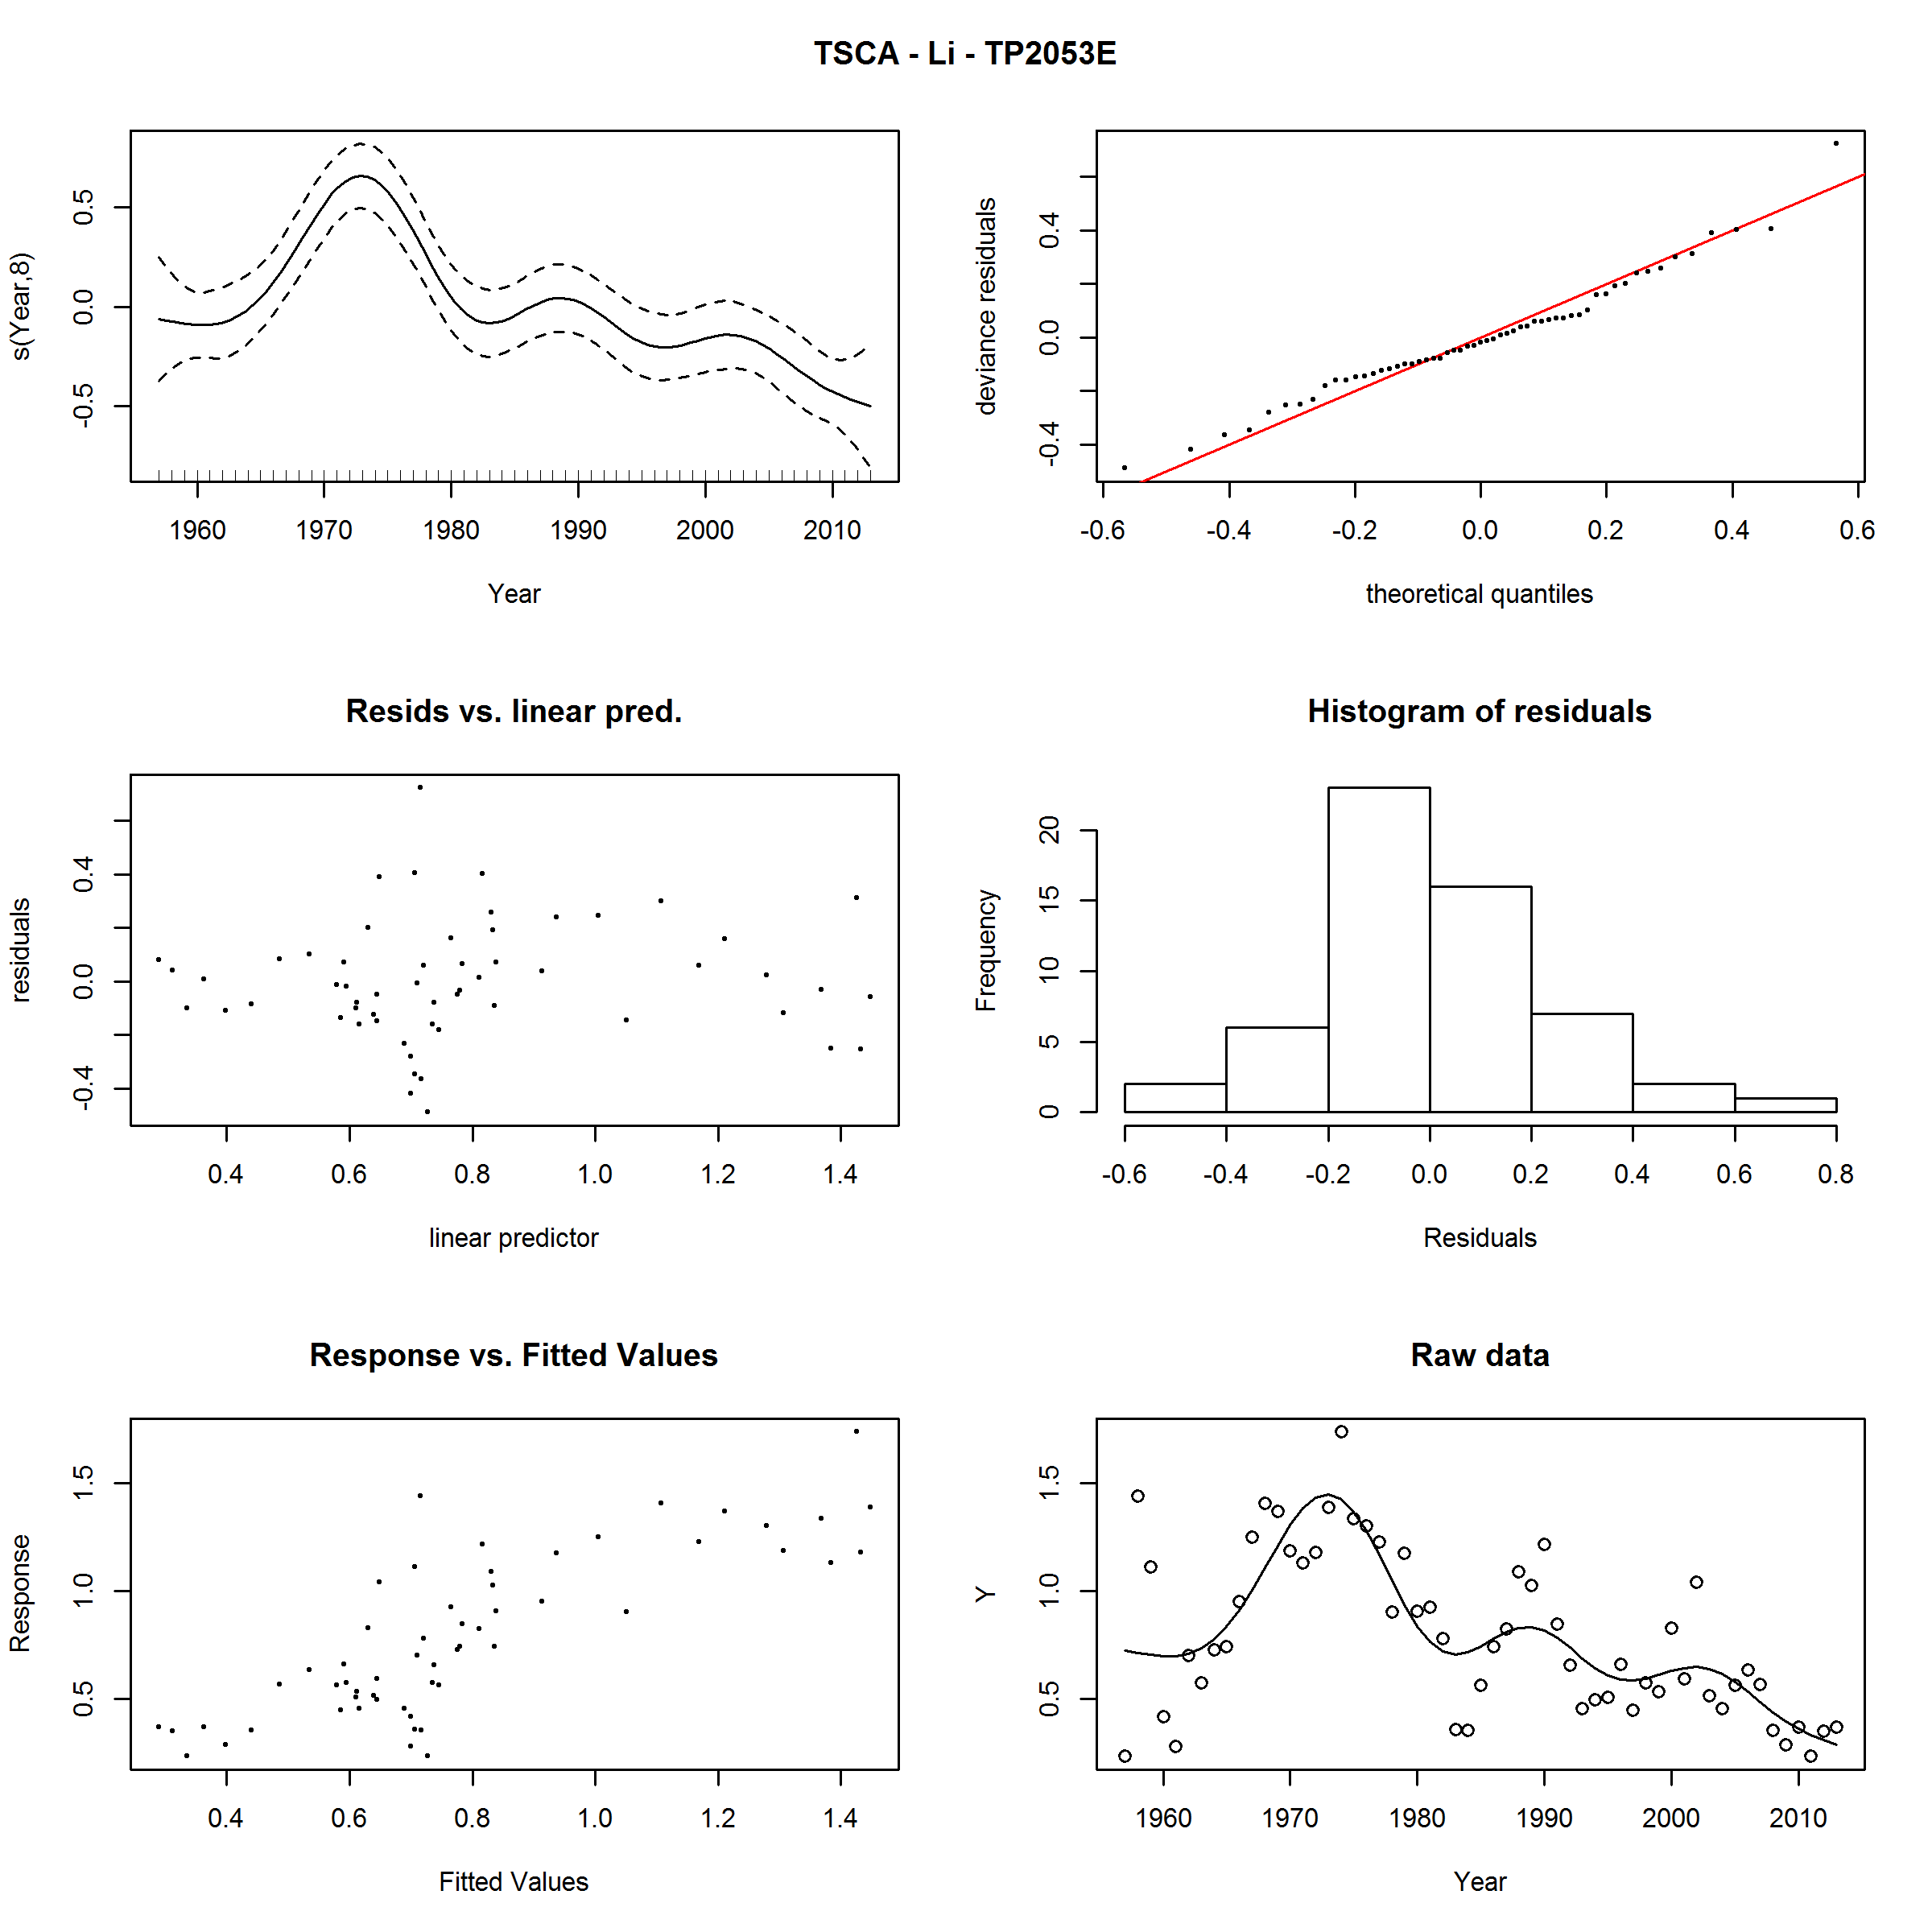 TSCA - Li - TP2053E
s(Year,8)
0.5
0.0
-0.5
1960 1970 1980 1990 2000 2010
Year
deviance residuals
0.4
0.0
-0.4
-0.6 -0.4 -0.2 0.0 0.2 0.4 0.6
theoretical quantiles
Resids vs. linear pred.
residuals
0.4
0.0
-0.4
0.4 0.6 0.8 1.0 1.2 1.4
linear predictor
Histogram of residuals
Frequency
20
15
10
5
0
-0.6 -0.4 -0.2 0.0 0.2 0.4 0.6 0.8
Residuals
Response vs. Fitted Values
Response
1.5
1.0
0.5
0.4 0.6 0.8 1.0 1.2 1.4
Fitted Values
Raw data
Y
1.5
1.0
0.5
1960 1970 1980 1990 2000 2010
Year